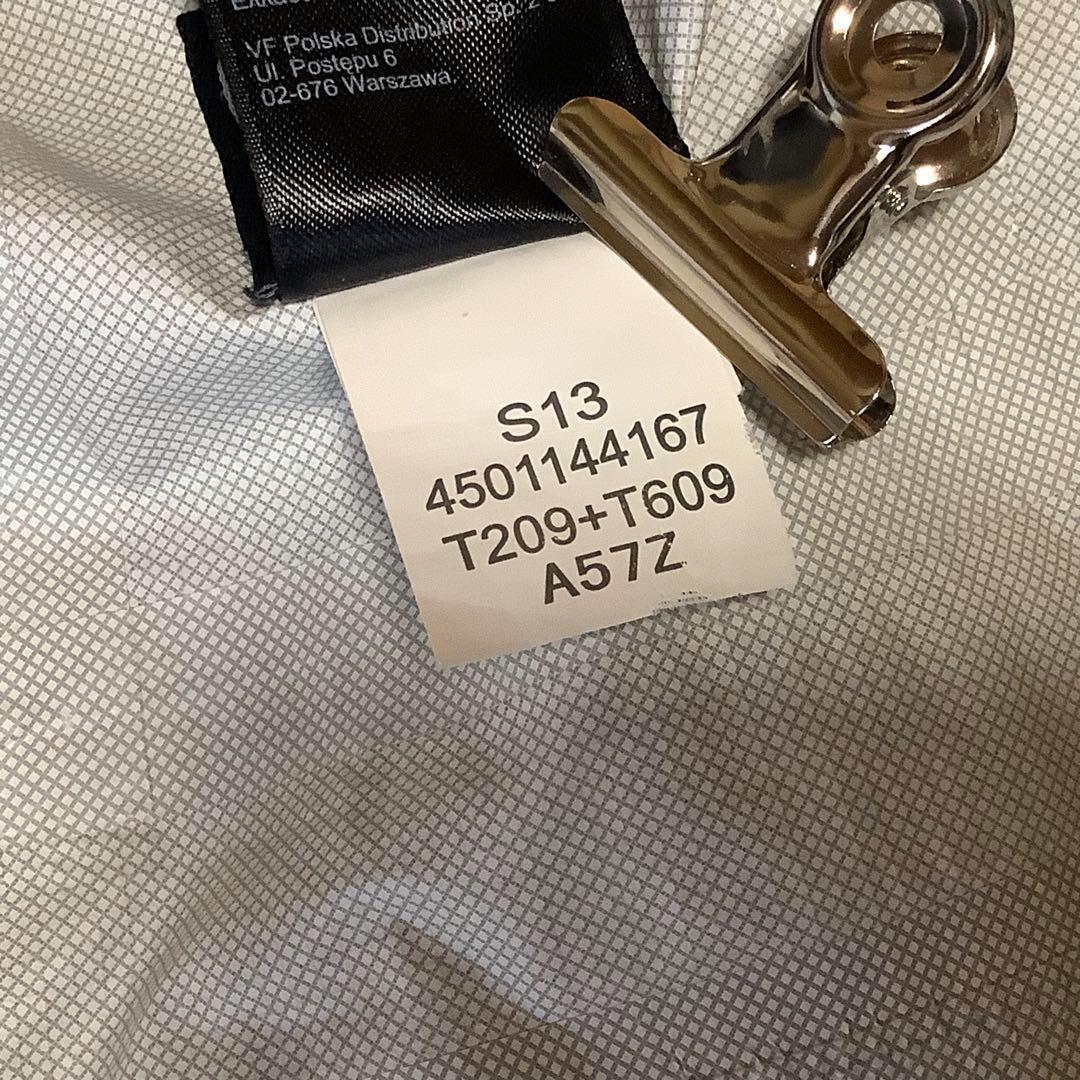 VF Polska Distribution Sp. z
Ul. Postępu 6
02-676 Warszawa
S13
4501144167
T209+T609
A57Z